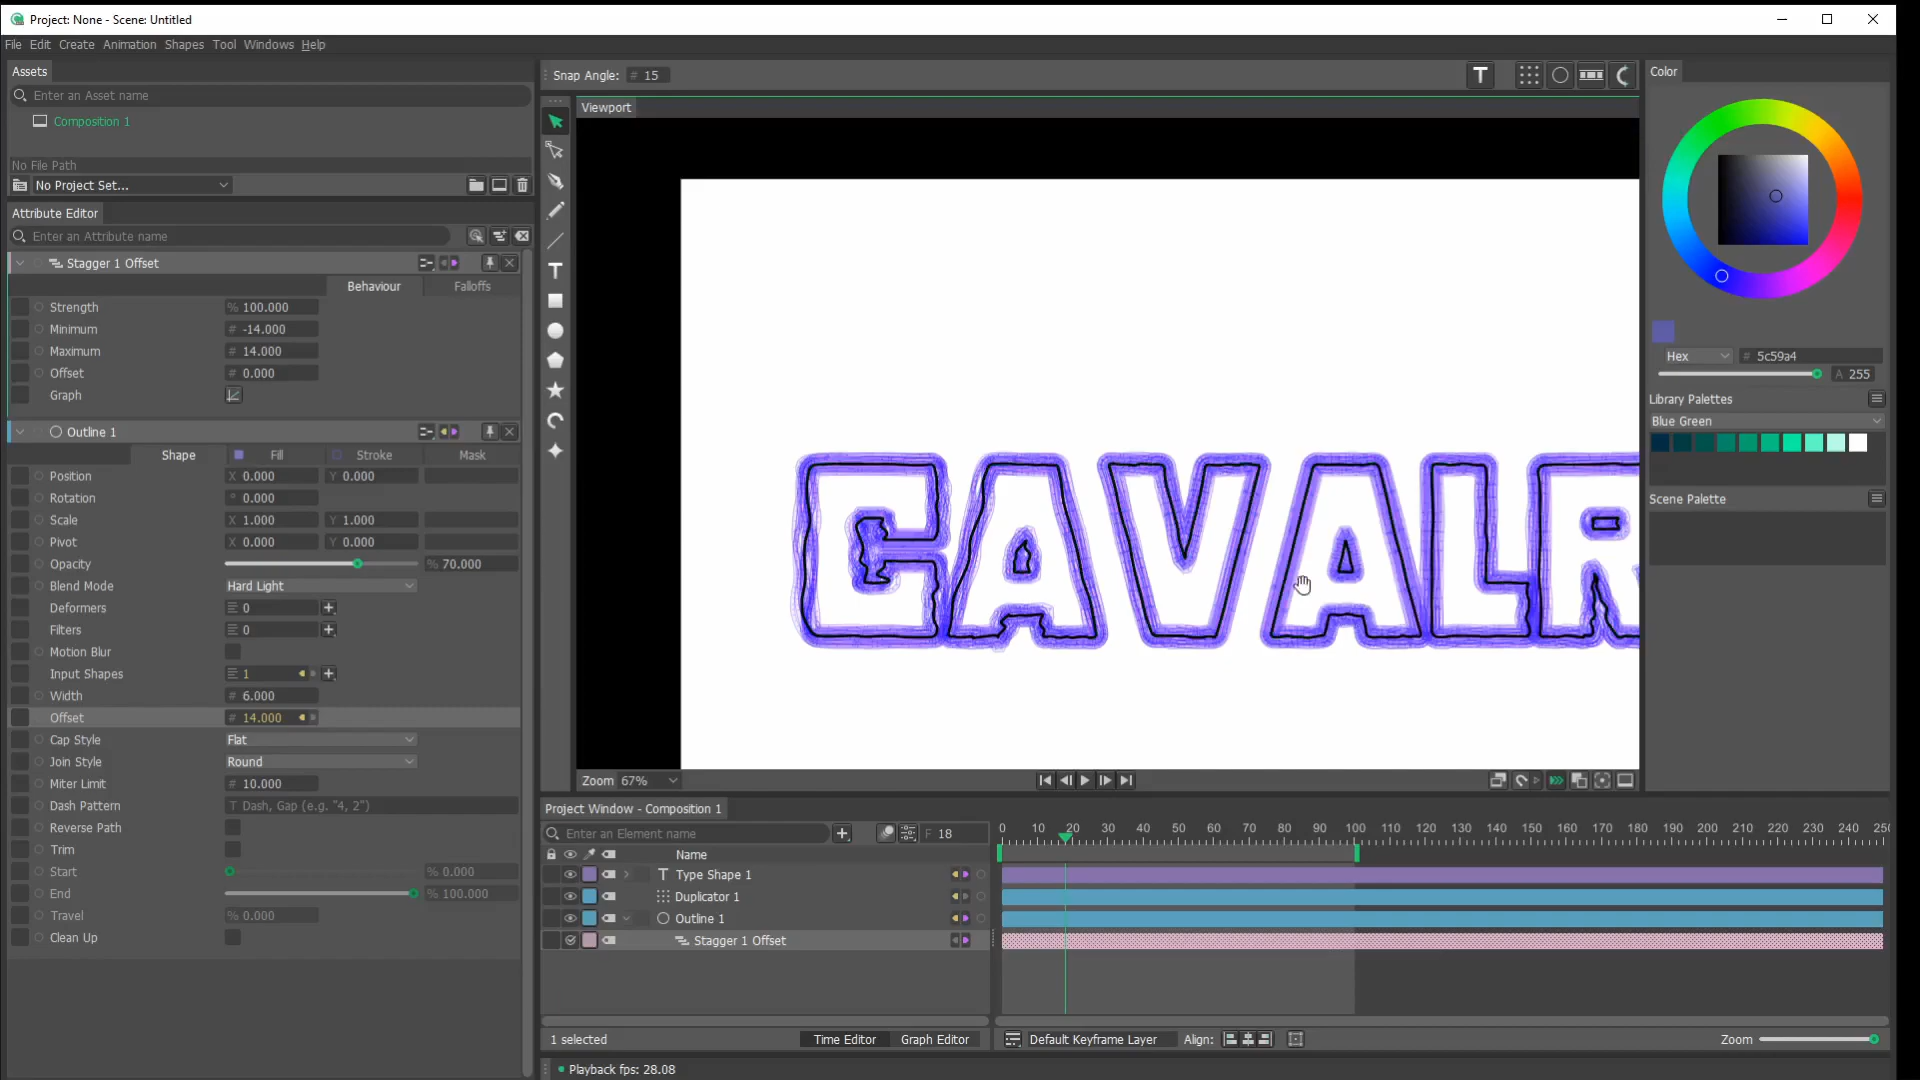 Project: None - Scene: Untitled
File Edit Create Animation Shapes Tool Windows Help
Assets
Enter an Asset name
Composition 1
No File Path
No Project Set...
Attribute Editor
Enter an Attribute name
Stagger 1 Offset
Behaviour Falloffs
Strength % 100.000
Minimum # -14.000
Maximum # 14.000
Offset # 0.000
Graph
Outline 1
Shape Fill Stroke Mask
Position X 0.000 Y 0.000
Rotation ° 0.000
Scale X 1.000 Y 1.000
Pivot X 0.000 Y 0.000
Opacity % 70.000
Blend Mode Hard Light
Deformers 0
Filters 0
Motion Blur
Input Shapes 1
Width # 6.000
Offset # 14.000
Cap Style Flat
Join Style Round
Miter Limit # 10.000
Dash Pattern T Dash, Gap (e.g. "4, 2")
Reverse Path
Trim
Start % 0.000
End % 100.000
Travel % 0.000
Clean Up
Snap Angle: # 15
Viewport
CAVALR
Zoom 67%
Color
Hex # 5c59a4
A 255
Library Palettes
Blue Green
Scene Palette
Project Window - Composition 1
Enter an Element name F 18
0 10 20 30 40 50 60 70 80 90 100 110 120 130 140 150 160 170 180 190 200 210 220 230 240 250
Name
T Type Shape 1
Duplicator 1
Outline 1
Stagger 1 Offset
1 selected Time Editor Graph Editor
Default Keyframe Layer Align: Zoom
Playback fps: 28.08